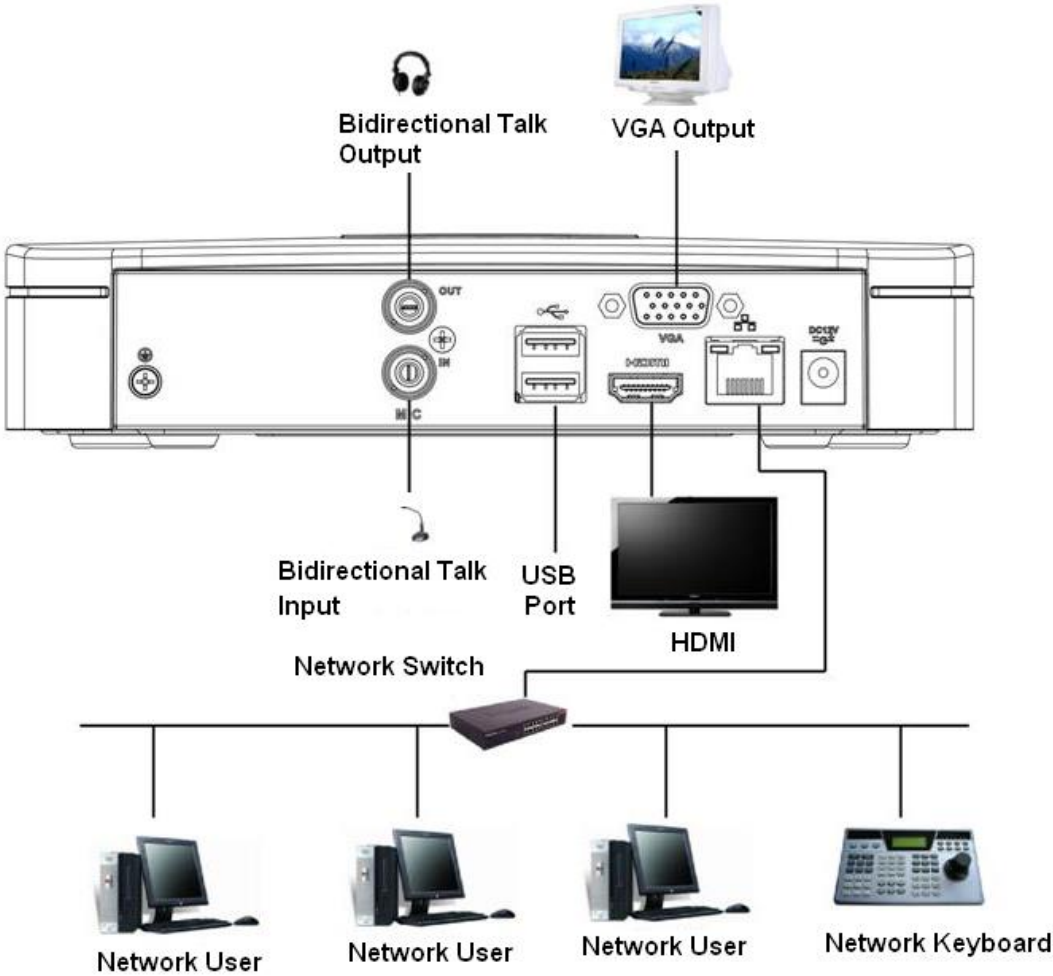 Bidirectional Talk
Output
VGA Output
OUT
VGA
DC12V
IN
HDMI
MIC
Bidirectional Talk
Input
USB
Port
HDMI
Network Switch
Network User
Network User
Network User
Network Keyboard